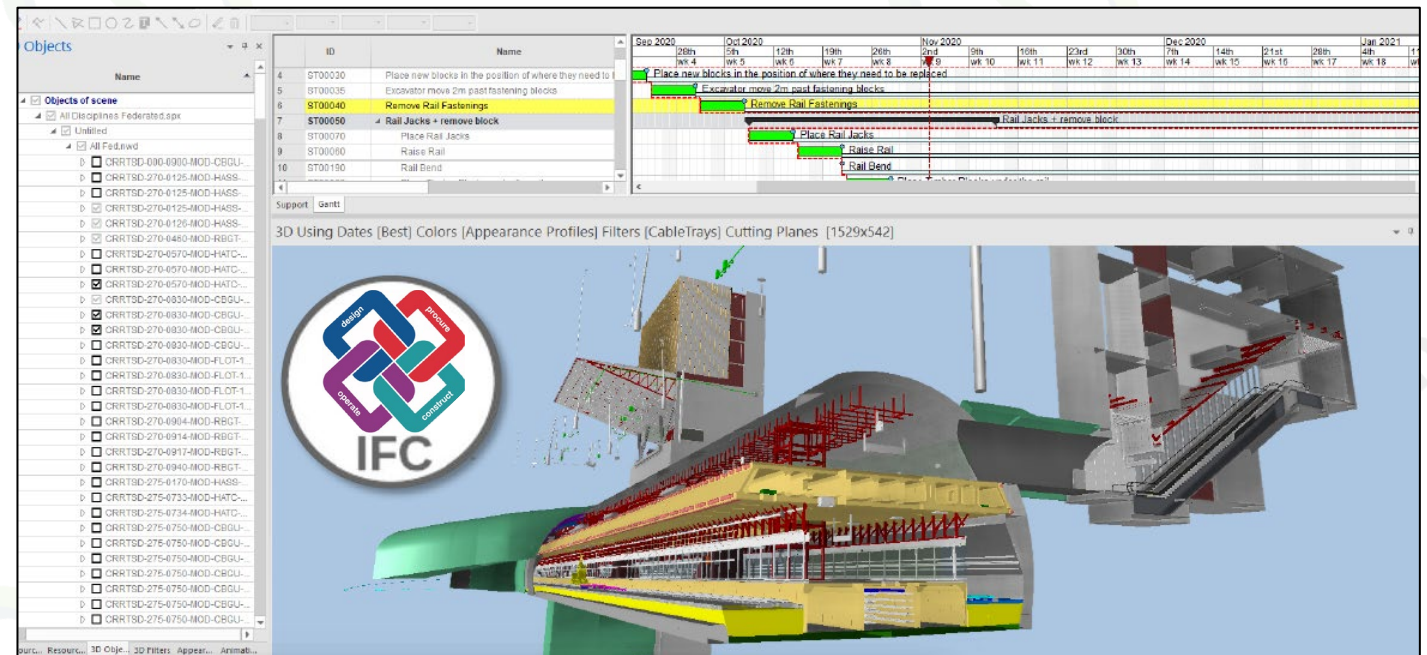 Objects
Name
Objects of scene
All Disciplines Federated.spx
Untitled
All Fed.nwd
CRRTSD-000-0900-MOD-CBGU-...
CRRTSD-270-0125-MOD-HASS-...
CRRTSD-270-0125-MOD-HASS-...
CRRTSD-270-0125-MOD-HASS-...
CRRTSD-270-0126-MOD-HASS-...
CRRTSD-270-0460-MOD-RBGT-...
CRRTSD-270-0570-MOD-HATC-...
CRRTSD-270-0570-MOD-HATC-...
CRRTSD-270-0570-MOD-HATC-...
CRRTSD-270-0830-MOD-CBGU-...
CRRTSD-270-0830-MOD-CBGU-...
CRRTSD-270-0830-MOD-CBGU-...
CRRTSD-270-0830-MOD-CBGU-...
CRRTSD-270-0830-MOD-FLOT-1...
CRRTSD-270-0830-MOD-FLOT-1...
CRRTSD-270-0830-MOD-FLOT-1...
CRRTSD-270-0830-MOD-FLOT-1...
CRRTSD-270-0904-MOD-RBGT-...
CRRTSD-270-0914-MOD-RBGT-...
CRRTSD-270-0917-MOD-RBGT-...
CRRTSD-270-0940-MOD-RBGT-...
CRRTSD-275-0170-MOD-HASS-...
CRRTSD-275-0733-MOD-HATC-...
CRRTSD-275-0734-MOD-HATC-...
CRRTSD-275-0750-MOD-CBGU-...
CRRTSD-275-0750-MOD-CBGU-...
CRRTSD-275-0750-MOD-CBGU-...
CRRTSD-275-0750-MOD-CBGU-...
CRRTSD-275-0750-MOD-CBGU-...
CRRTSD-275-0750-MOD-CBGU-...
Resourc... 3D Obje... 3D Filters Appear... Animati...
ID Name
4 ST00030 Place new blocks in the position of where they need to
5 ST00035 Excavator move 2m past fastening blocks
6 ST00040 Remove Rail Fastenings
7 ST00050 Rail Jacks + remove block
8 ST00070 Place Rail Jacks
9 ST00060 Raise Rail
10 ST00190 Rail Bend
Support Gantt
Sep 2020 Oct 2020 Nov 2020 Dec 2020 Jan 2021
28th 5th 12th 19th 26th 2nd 9th 16th 23rd 30th 7th 14th 21st 28th 4th
wk 4 wk 5 wk 6 wk 7 wk 8 wk 9 wk 10 wk 11 wk 12 wk 13 wk 14 wk 15 wk 16 wk 17 wk 18
Place new blocks in the position of where they need to be replaced
Excavator move 2m past fastening blocks
Remove Rail Fastenings
Rail Jacks + remove block
Place Rail Jacks
Raise Rail
Rail Bend
3D Using Dates [Best] Colors [Appearance Profiles] Filters [CableTrays] Cutting Planes [1529x542]
design
procure
operate
construct
IFC